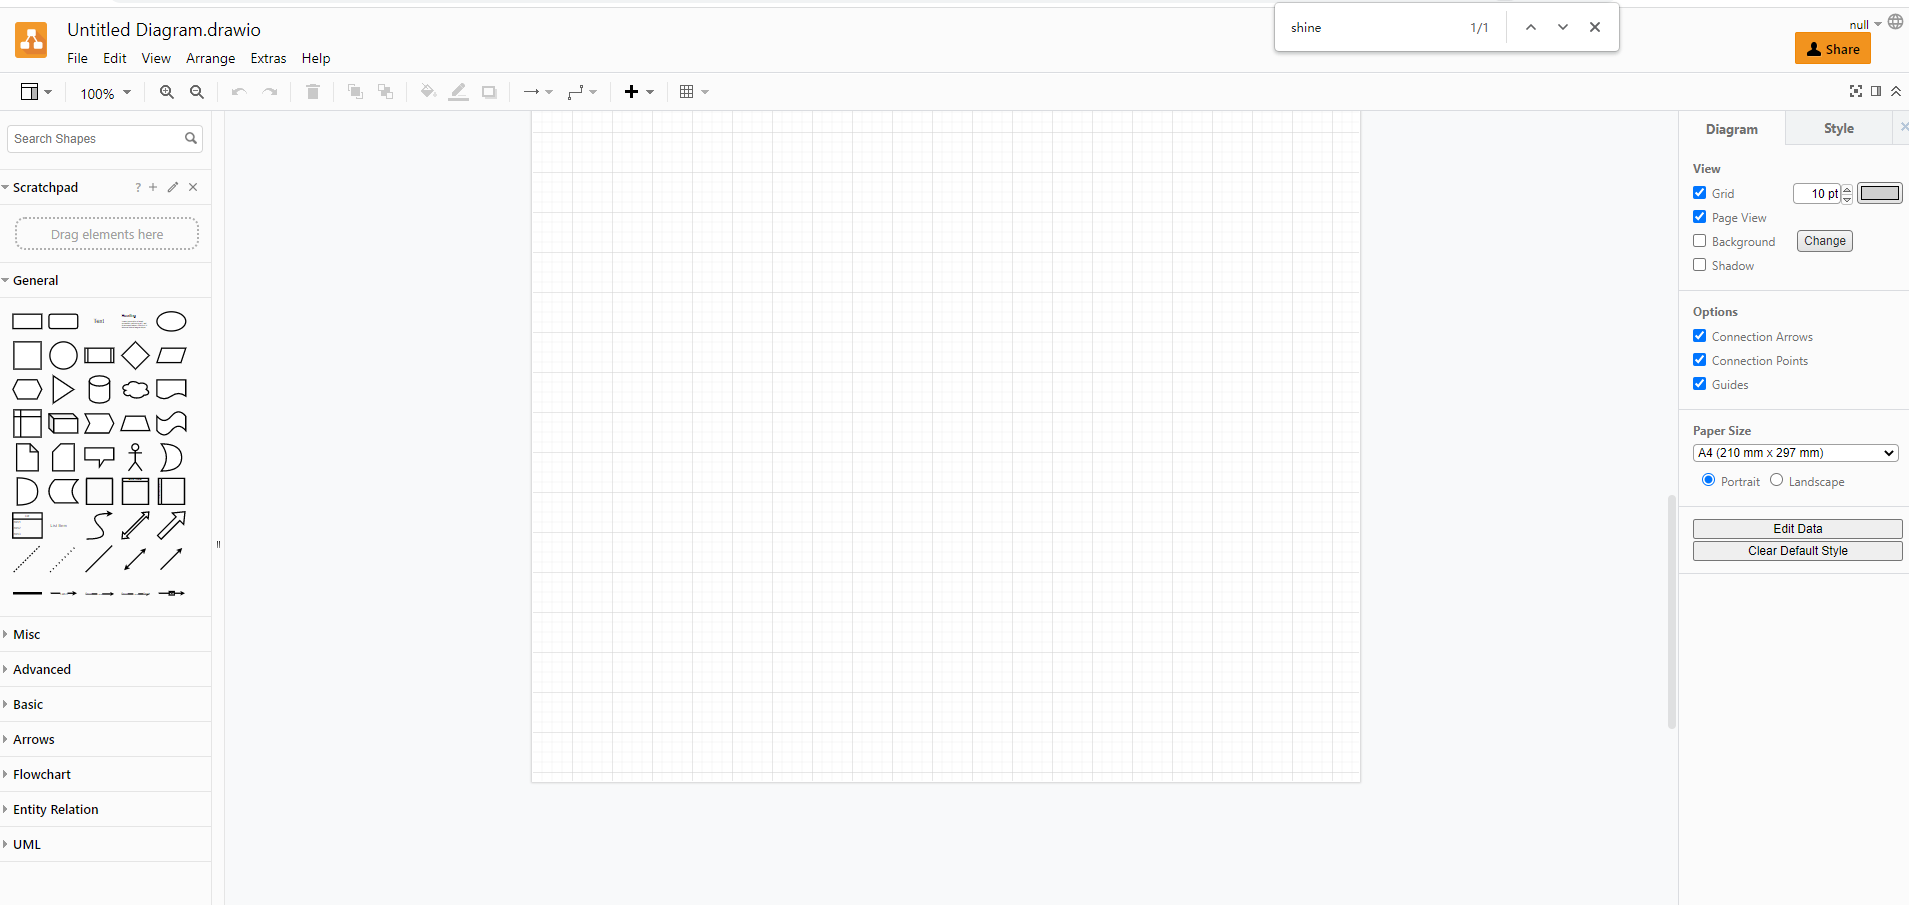 shine 1/1
Untitled Diagram.drawio
null
File Edit View Arrange Extras Help
Share
100%
Search Shapes
Diagram Style
View
Scratchpad ?
Grid 10 pt
Page View
Drag elements here
Background Change
Shadow
General
Options
Text
Heading
Connection Arrows
Connection Points
Guides
Paper Size
A4 (210 mm x 297 mm)
Portrait Landscape
List Item
Edit Data
Clear Default Style
Misc
Advanced
Basic
Arrows
Flowchart
Entity Relation
UML